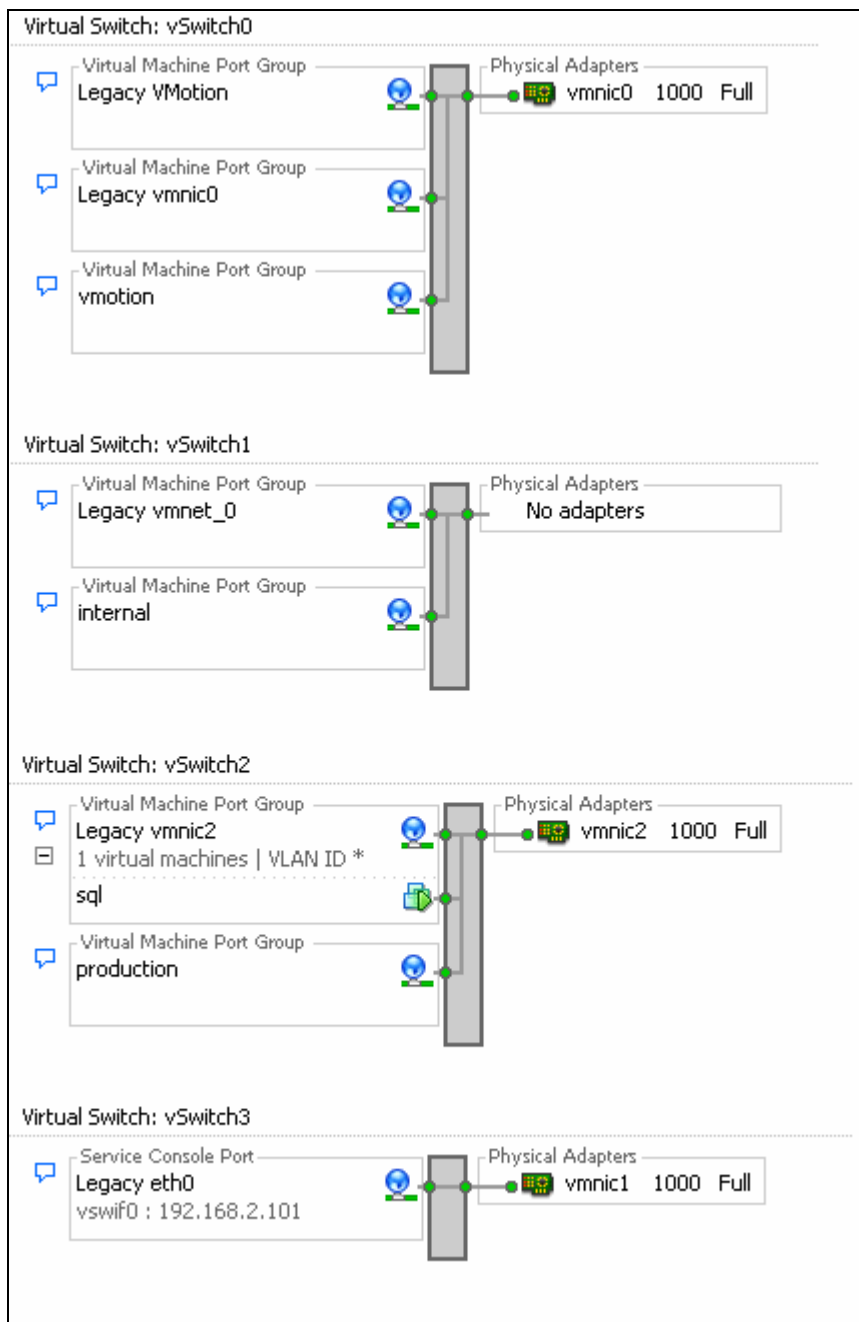 Virtual Switch: vSwitch0
Virtual Machine Port Group
Legacy VMotion
Physical Adapters
vmnic0 1000 Full
Virtual Machine Port Group
Legacy vmnic0
Virtual Machine Port Group
vmotion
Virtual Switch: vSwitch1
Virtual Machine Port Group
Legacy vmnet_0
Physical Adapters
No adapters
Virtual Machine Port Group
internal
Virtual Switch: vSwitch2
Virtual Machine Port Group
Legacy vmnic2
1 virtual machines | VLAN ID *
sql
Physical Adapters
vmnic2 1000 Full
Virtual Machine Port Group
production
Virtual Switch: vSwitch3
Service Console Port
Legacy eth0
vswif0 : 192.168.2.101
Physical Adapters
vmnic1 1000 Full